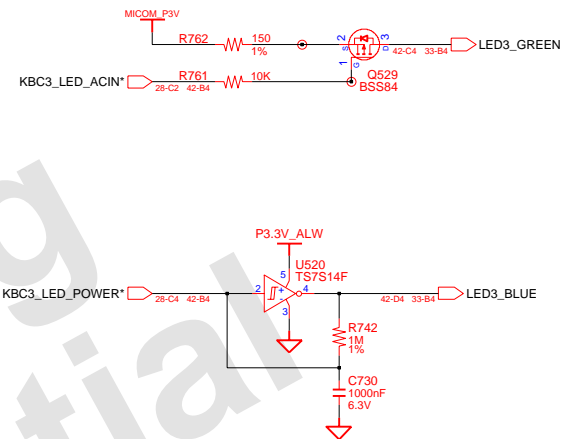 MICOM_P3V
R762 150
1%
2 S D 3
42-C4 33-B4
LED3_GREEN
1 G
Q529
BSS84
KBC3_LED_ACIN*
28-C2 42-B4
R761 10K
P3.3V_ALW
5
U520
TS7S14F
KBC3_LED_POWER*
28-C4 42-B4
2 + - 4
3
42-D4 33-B4
LED3_BLUE
R742
1M
1%
C730
1000nF
6.3V
g
tial